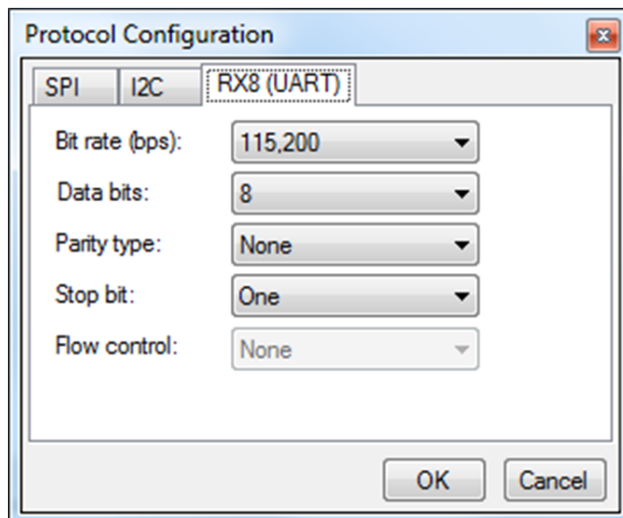 Protocol Configuration
SPI I2C RX8 (UART)
Bit rate (bps): 115,200
Data bits: 8
Parity type: None
Stop bit: One
Flow control: None
OK Cancel